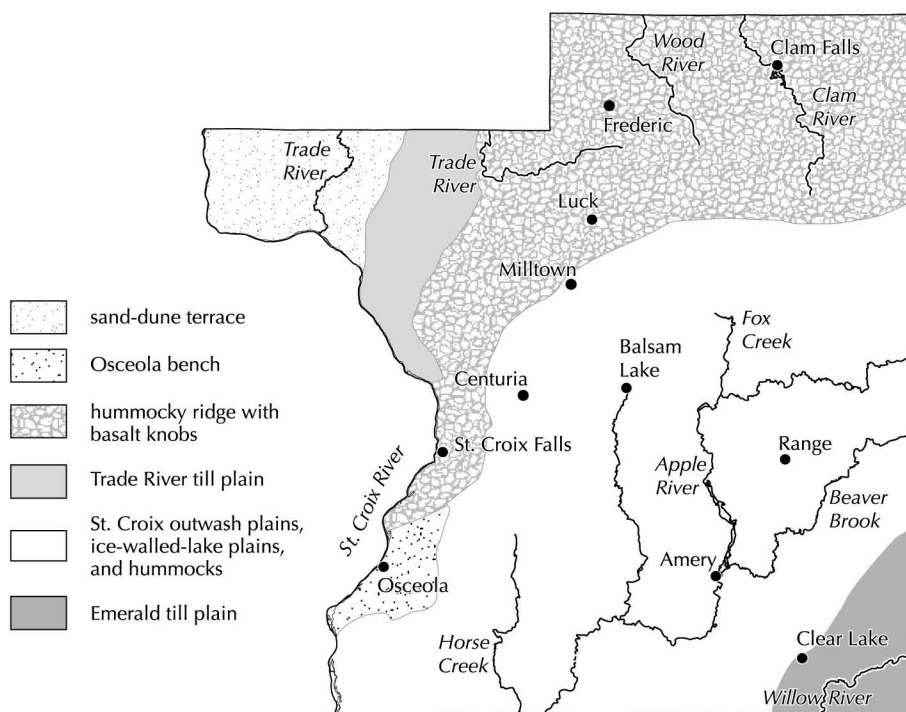 Wood
River
Clam Falls
Clam
River
Frederic
Trade
River
Trade
River
Luck
Milltown
Fox
Creek
Balsam
Lake
Centuria
St. Croix Falls
Range
Apple
River
Beaver
Brook
St. Croix River
Amery
Osceola
Horse
Creek
Clear Lake
Willow River
sand-dune terrace
Osceola bench
hummocky ridge with
basalt knobs
Trade River till plain
St. Croix outwash plains,
ice-walled-lake plains,
and hummocks
Emerald till plain